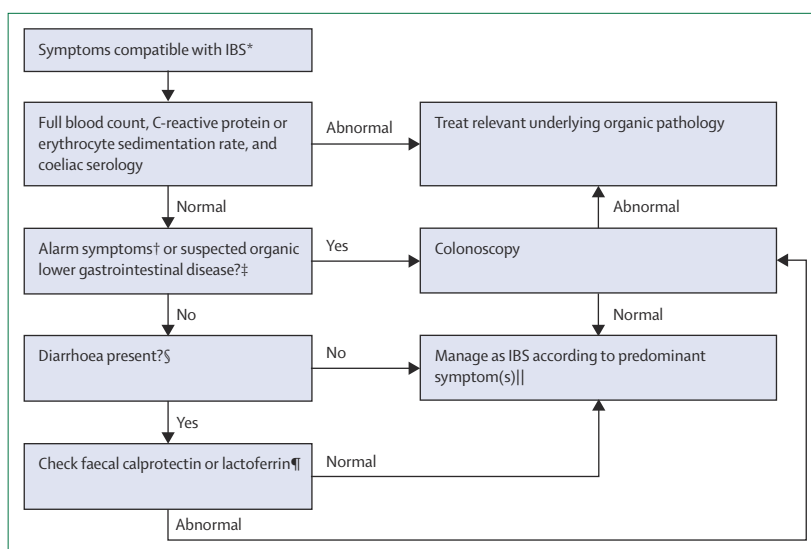 Symptoms compatible with IBS*
Full blood count, C-reactive protein or
erythrocyte sedimentation rate, and
coeliac serology
Abnormal
Treat relevant underlying organic pathology
Normal
Abnormal
Alarm symptoms† or suspected organic
lower gastrointestinal disease?‡
Yes
Colonoscopy
No
Normal
Diarrhoea present?§
No
Manage as IBS according to predominant
symptom(s)||
Yes
Check faecal calprotectin or lactoferrin¶
Normal
Abnormal